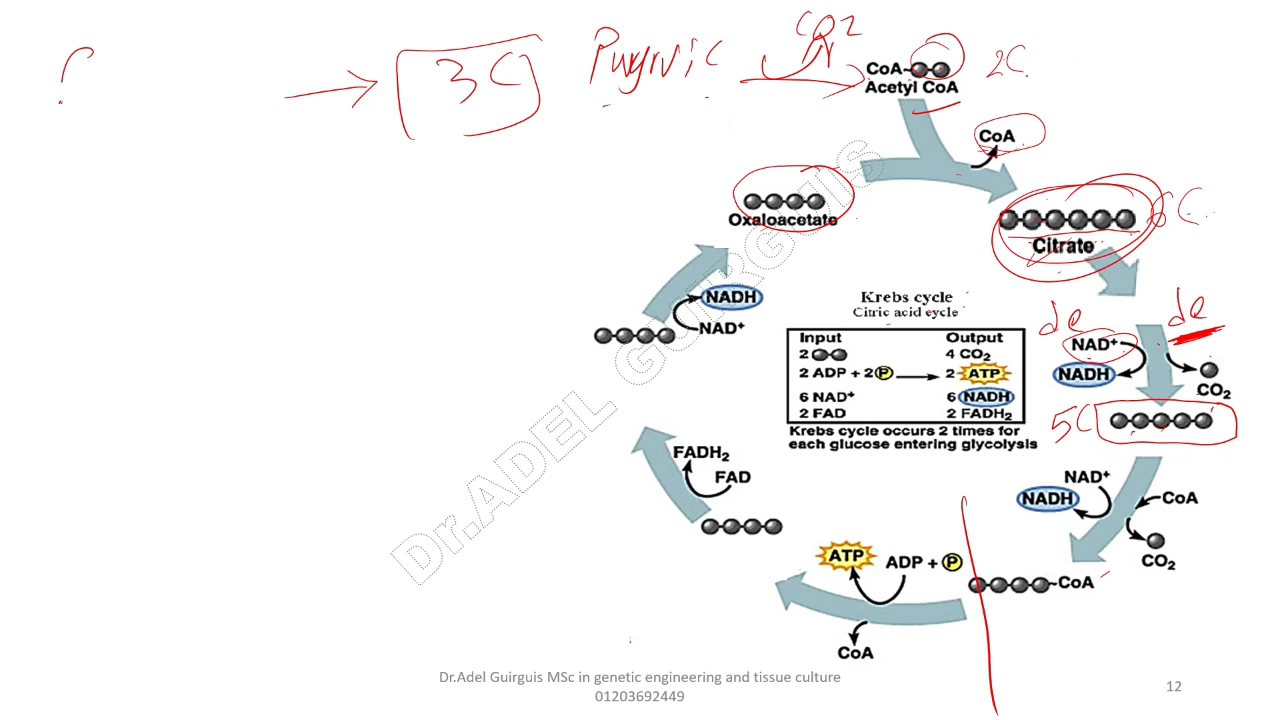 3C
Pyruvic
CO2
CoA
Acetyl CoA
2C.
CoA
Oxaloacetate
6C
Citrate
NADH
NAD⁺
Krebs cycle
Citric acid cycle
Input Output
2 4 CO₂
2 ADP + 2 P 2 ATP
6 NAD⁺ 6 NADH
2 FAD 2 FADH₂
Krebs cycle occurs 2 times for
each glucose entering glycolysis
de
de
NAD⁺
NADH
CO₂
5C
FADH₂
FAD
NAD⁺
NADH
CoA
CO₂
ATP
ADP + P
CoA
CoA
Dr.ADEL GUIRGUIS
Dr.Adel Guirguis MSc in genetic engineering and tissue culture
01203692449
12